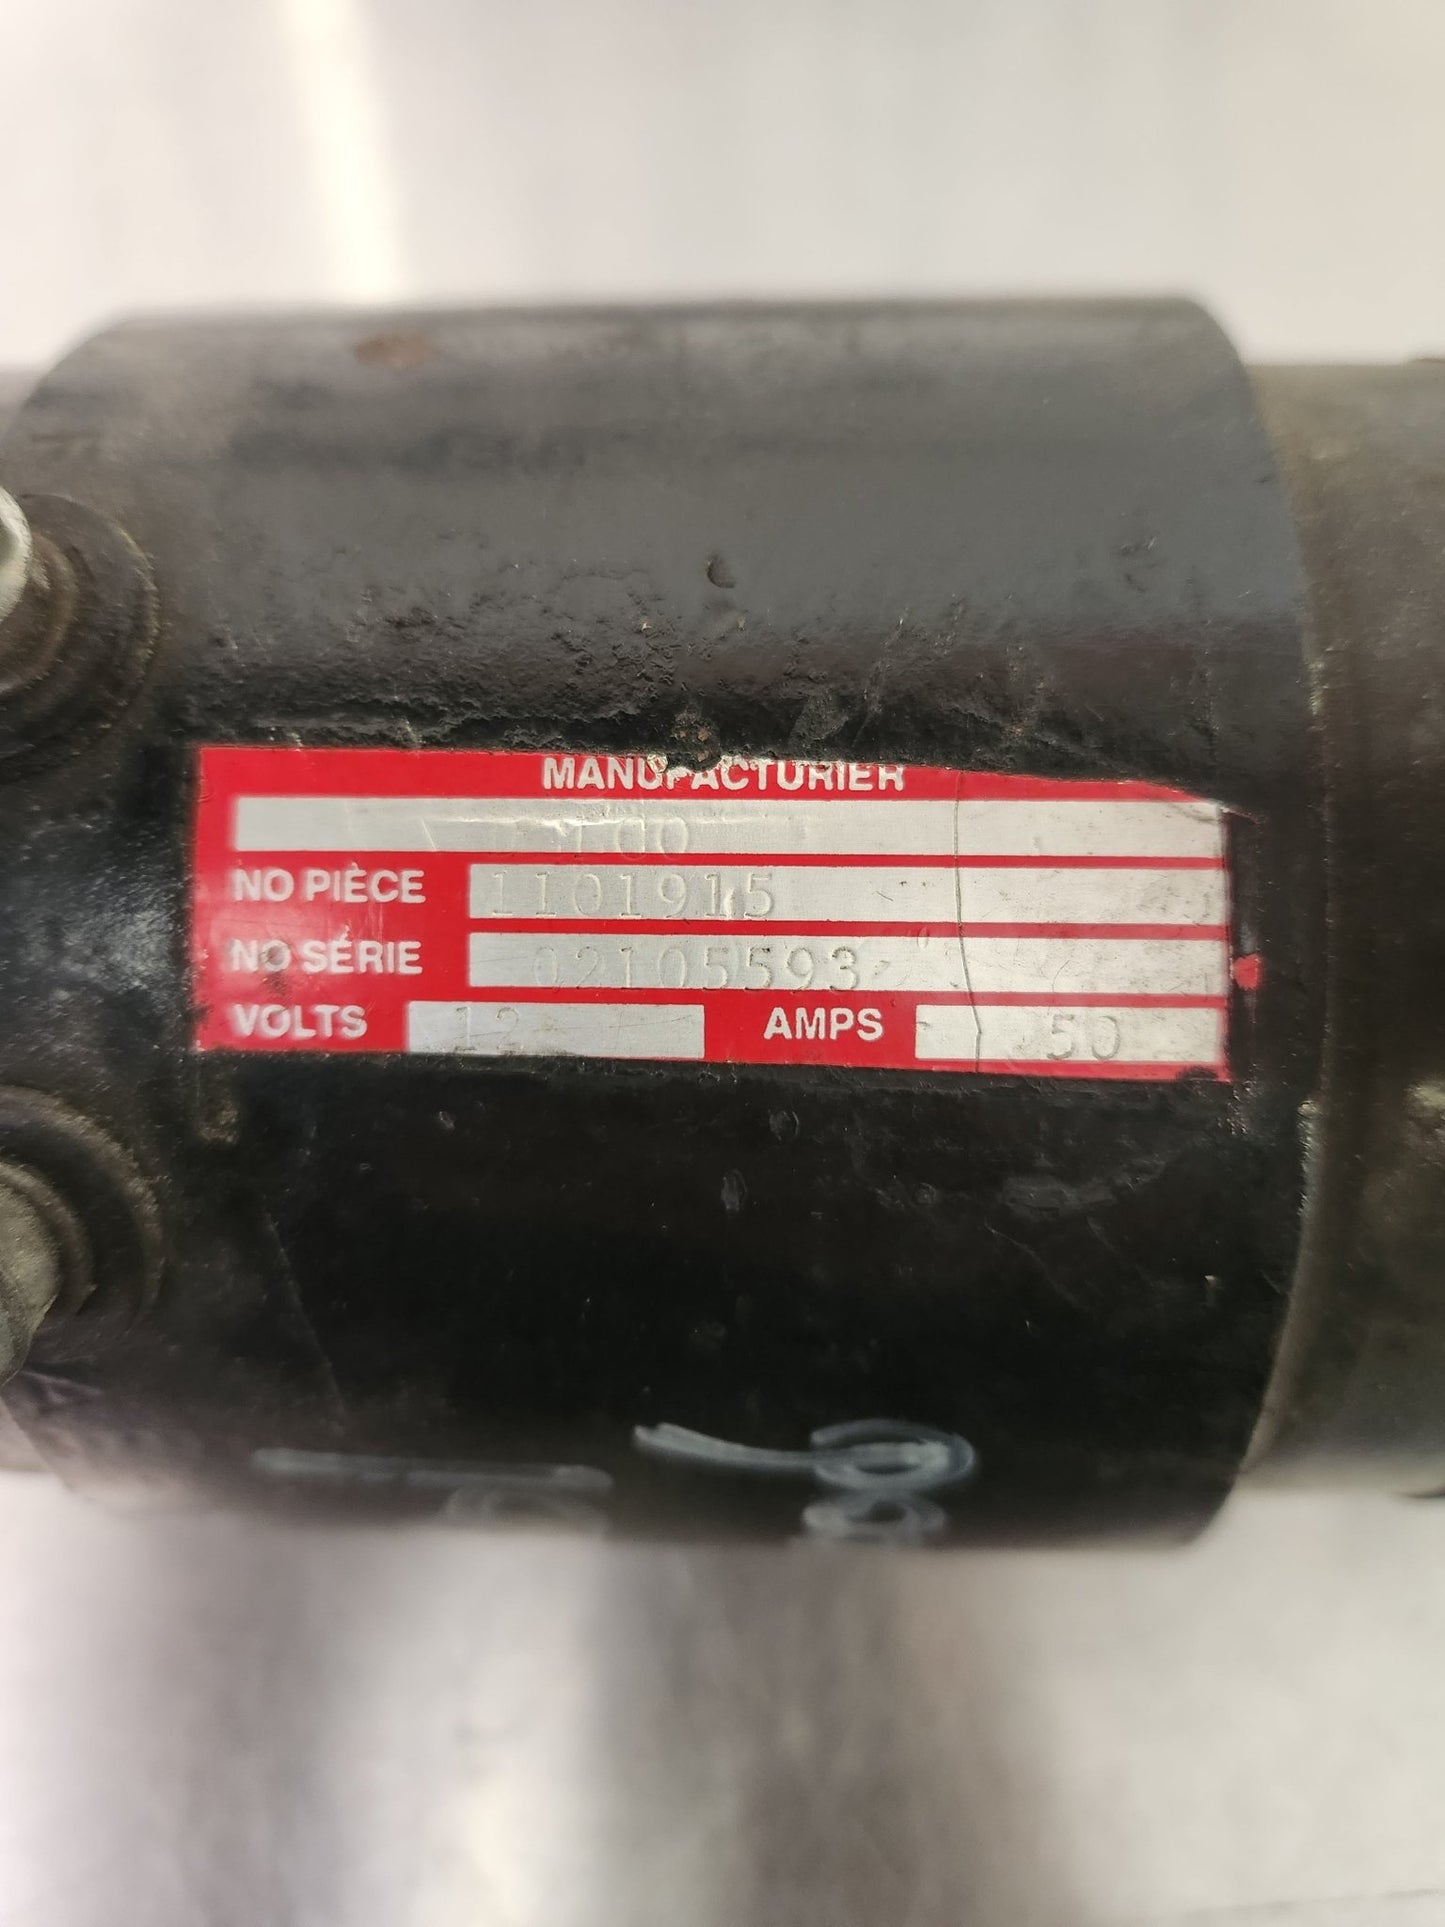 MANUFACTURIER
NO PIÈCE 1101915
NO SÉRIE 02105593
VOLTS 12 AMPS 50